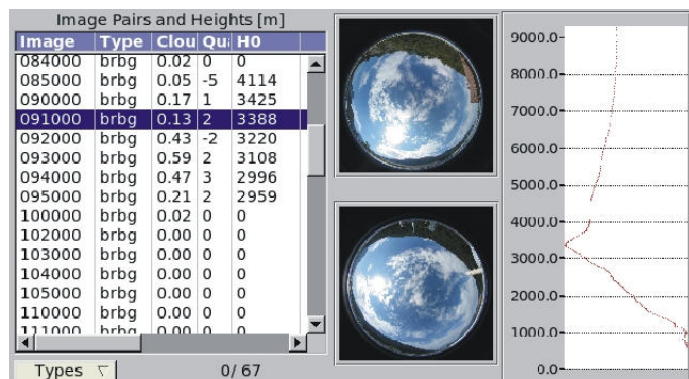 Image Pairs and Heights [m]
Image Type Clou Qu H0
084000 brbg 0.02 0 0
085000 brbg 0.05 -5 4114
090000 brbg 0.17 1 3425
091000 brbg 0.13 2 3388
092000 brbg 0.43 -2 3220
093000 brbg 0.59 2 3108
094000 brbg 0.47 3 2996
095000 brbg 0.21 2 2959
100000 brbg 0.02 0 0
102000 brbg 0.00 0 0
103000 brbg 0.00 0 0
104000 brbg 0.00 0 0
105000 brbg 0.00 0 0
110000 brbg 0.00 0 0
111000 brbg 0.00 0 0
Types 0/ 67
9000.0
8000.0
7000.0
6000.0
5000.0
4000.0
3000.0
2000.0
1000.0
0.0